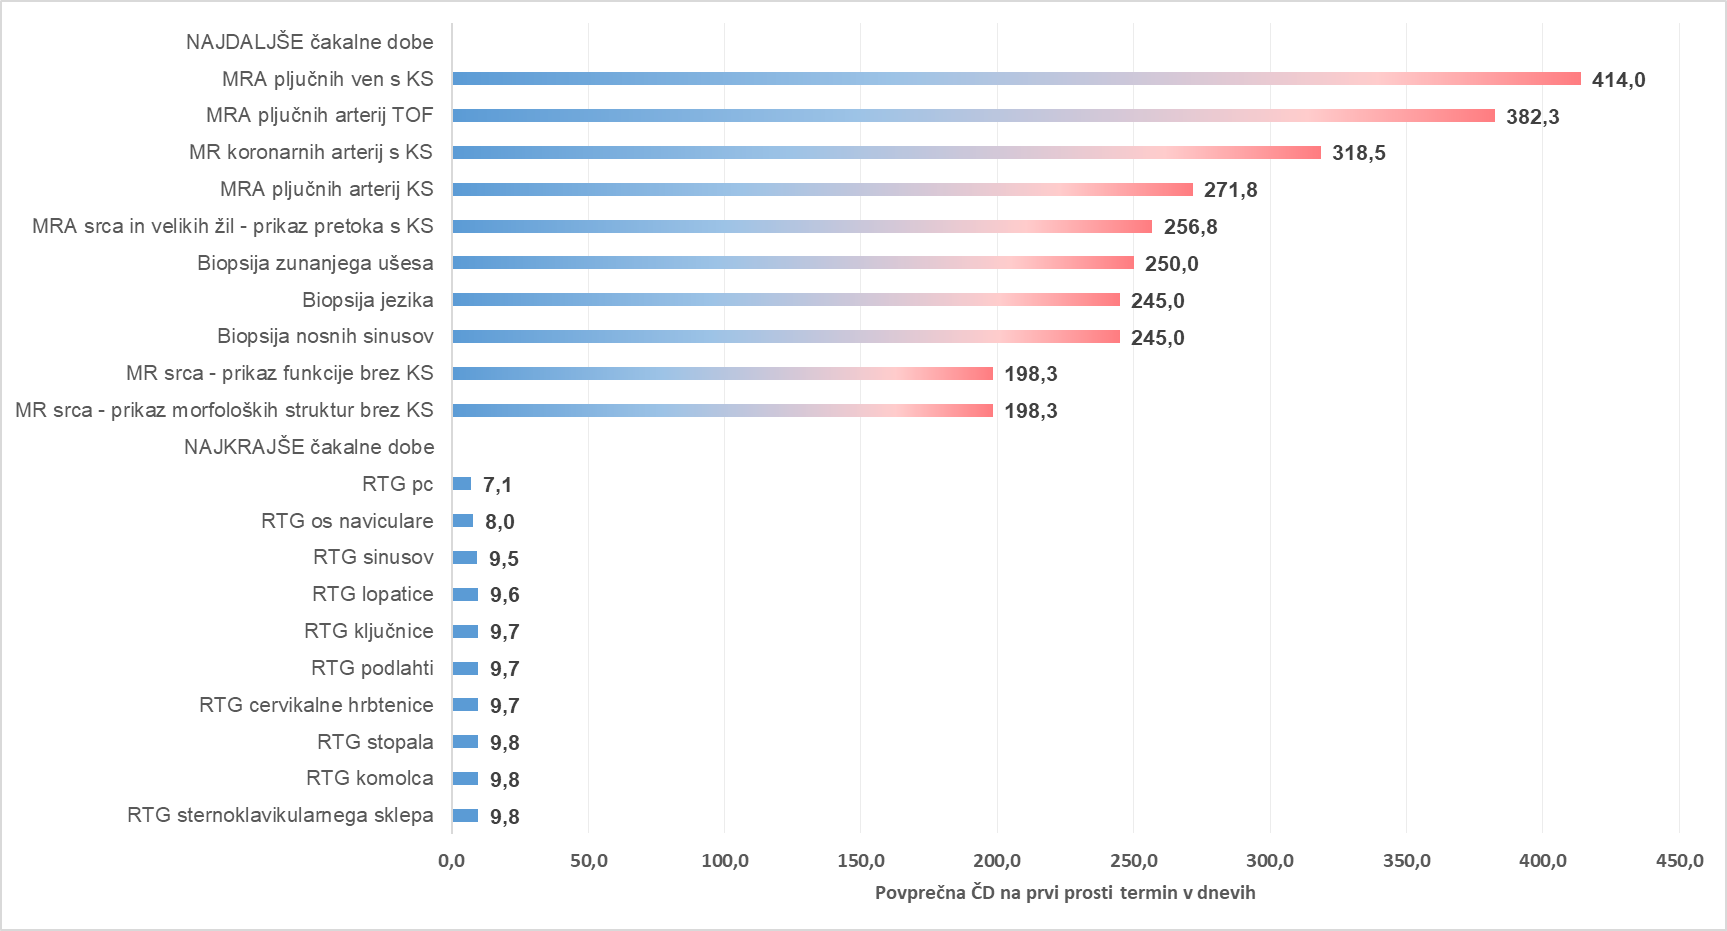 NAJDALJŠE čakalne dobe
MRA pljučnih ven s KS 414,0
MRA pljučnih arterij TOF 382,3
MR koronarnih arterij s KS 318,5
MRA pljučnih arterij KS 271,8
MRA srca in velikih žil - prikaz pretoka s KS 256,8
Biopsija zunanjega ušesa 250,0
Biopsija jezika 245,0
Biopsija nosnih sinusov 245,0
MR srca - prikaz funkcije brez KS 198,3
MR srca - prikaz morfoloških struktur brez KS 198,3
NAJKRAJŠE čakalne dobe
RTG pc 7,1
RTG os naviculare 8,0
RTG sinusov 9,5
RTG lopatice 9,6
RTG ključnice 9,7
RTG podlahti 9,7
RTG cervikalne hrbtenice 9,7
RTG stopala 9,8
RTG komolca 9,8
RTG sternoklavikularnega sklepa 9,8
0,0 50,0 100,0 150,0 200,0 250,0 300,0 350,0 400,0 450,0
Povprečna ČD na prvi prosti termin v dnevih